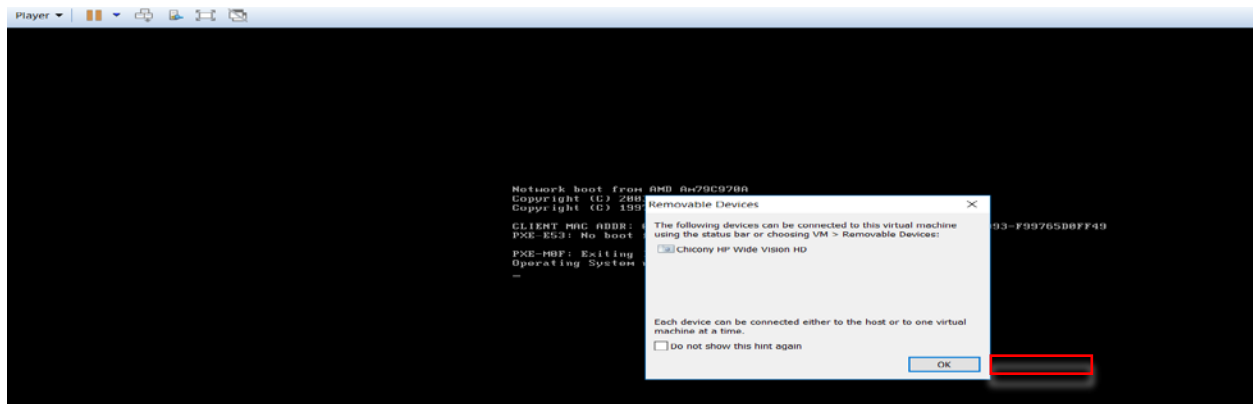 Player
Network boot from AMD Am79C970A
Copyright (C) 200
Copyright (C) 199
CLIENT MAC ADDR: 93-F99765D0FF49
PXE-E53: No boot
PXE-M0F: Exiting
Operating System
Removable Devices
The following devices can be connected to this virtual machine
using the status bar or choosing VM > Removable Devices:
Chicony HP Wide Vision HD
Each device can be connected either to the host or to one virtual
machine at a time.
Do not show this hint again
OK